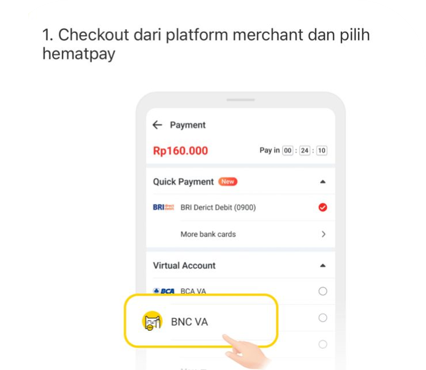 1. Checkout dari platform merchant dan pilih
hematpay
Payment
Rp160.000 Pay in 00 : 24 : 10
Quick Payment New
BRI BRI Derict Debit (0900)
More bank cards
Virtual Account
BCA BCA VA
BNC VA